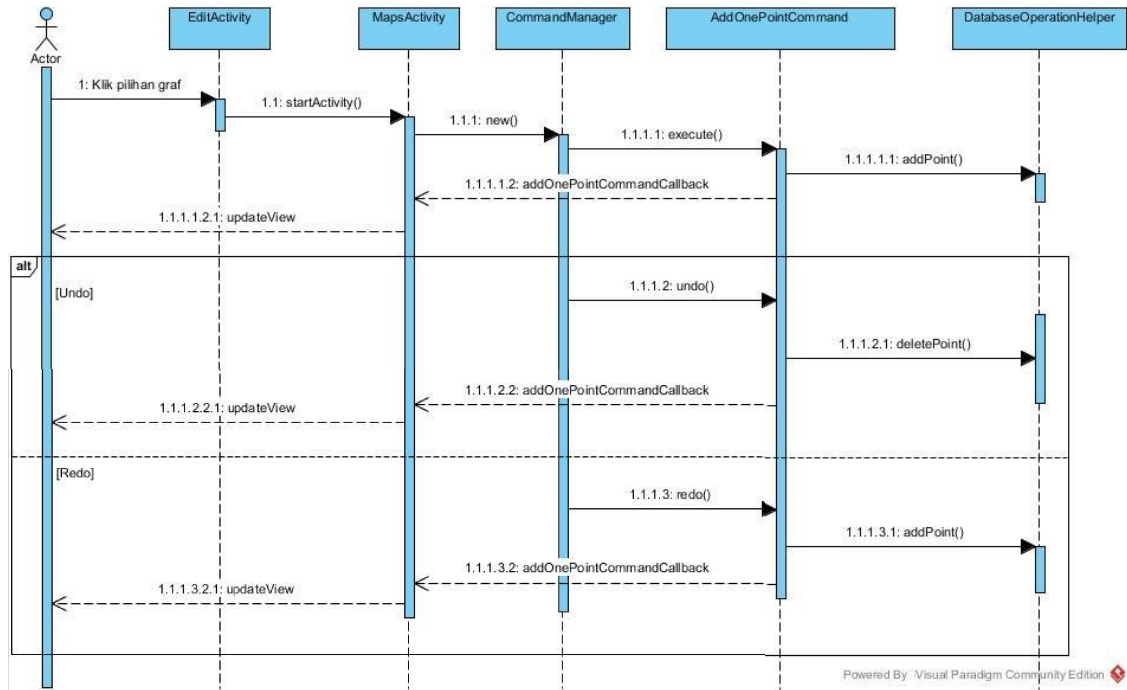 EditActivity
MapsActivity
CommandManager
AddOnePointCommand
DatabaseOperationHelper
Actor
1: Klik pilihan graf
1.1: startActivity()
1.1.1: new()
1.1.1.1: execute()
1.1.1.1.1: addPoint()
1.1.1.1.2: addOnePointCommandCallback
1.1.1.1.2.1: updateView
alt
[Undo]
1.1.1.2: undo()
1.1.1.2.1: deletePoint()
1.1.1.2.2: addOnePointCommandCallback
1.1.1.2.2.1: updateView
[Redo]
1.1.1.3: redo()
1.1.1.3.1: addPoint()
1.1.1.3.2: addOnePointCommandCallback
1.1.1.3.2.1: updateView
Powered By Visual Paradigm Community Edition